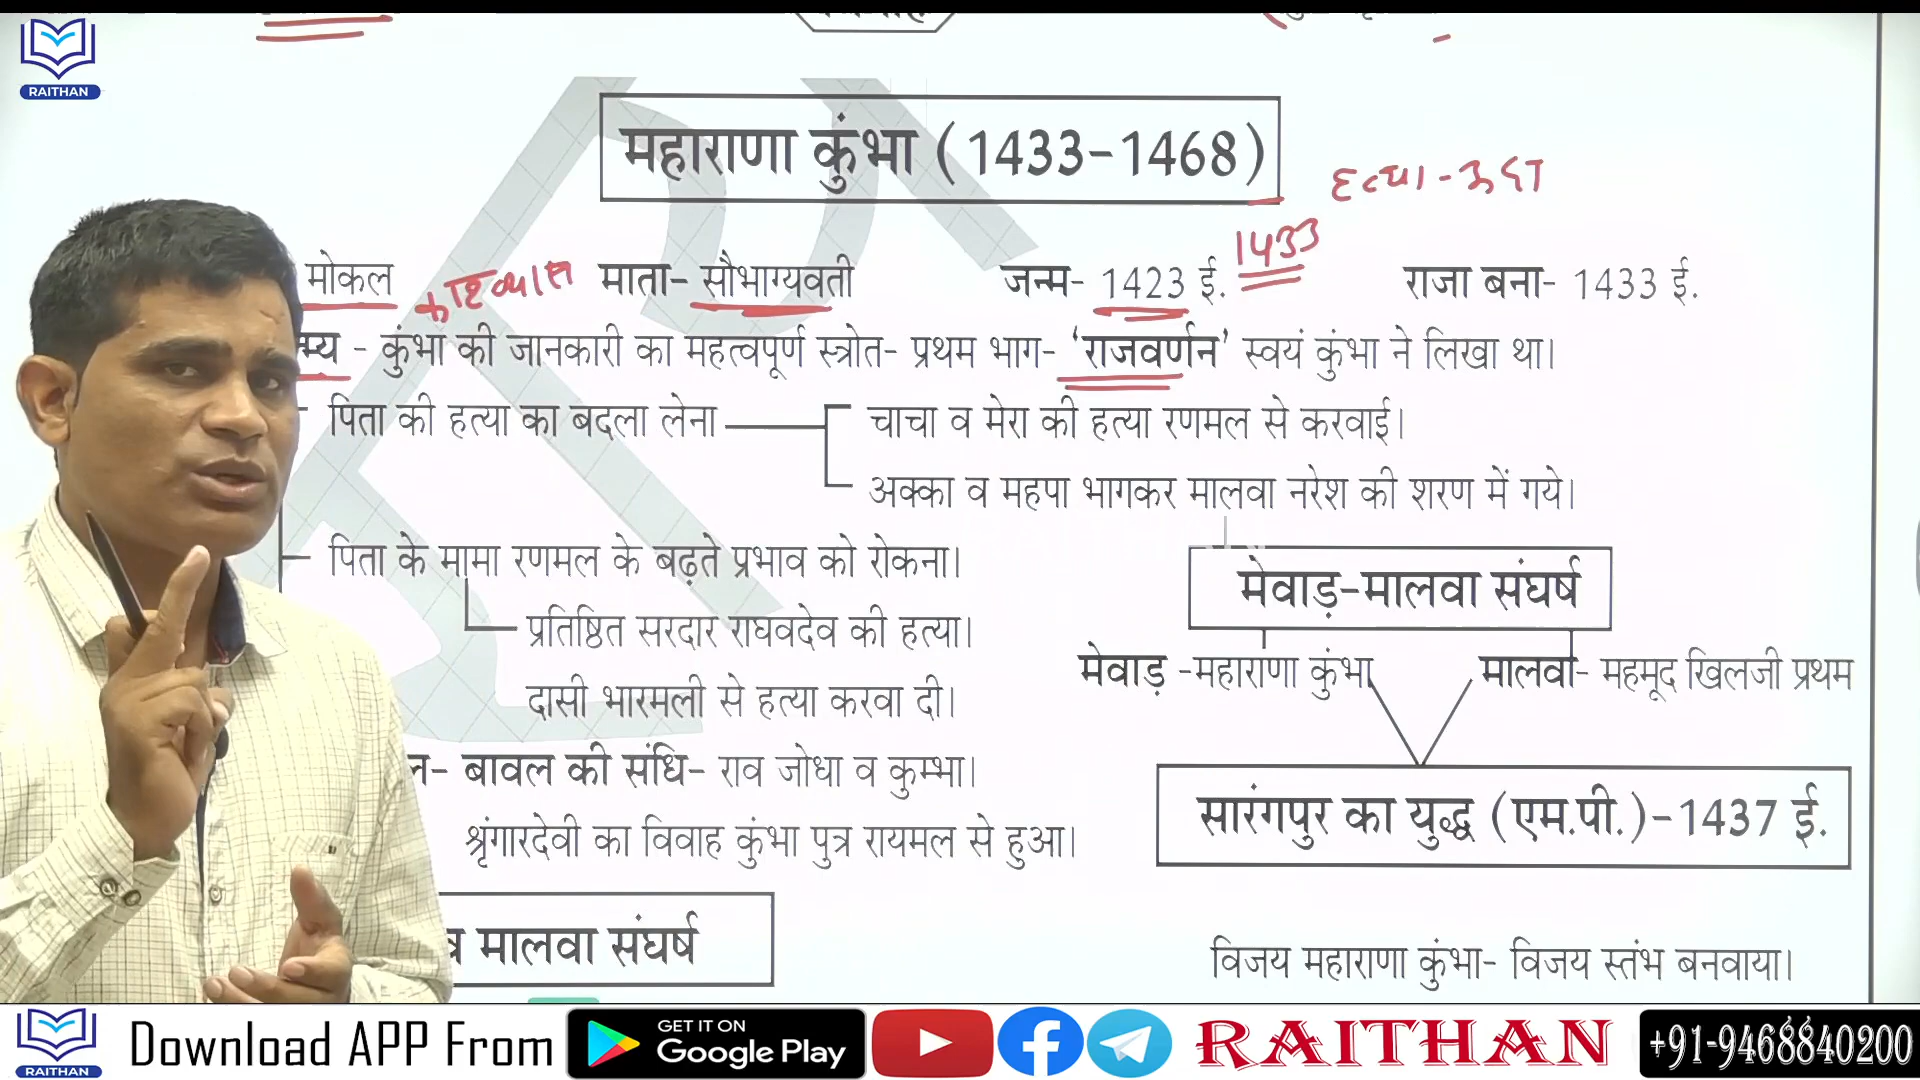 RAITHAN
महाराणा कुंभा (1433-1468)
हत्या - ऊदा
1433
मोकल माता- सौभाग्यवती जन्म- 1423 ई. राजा बना- 1433 ई.
म्य - कुंभा की जानकारी का महत्वपूर्ण स्त्रोत- प्रथम भाग- 'राजवर्णन' स्वयं कुंभा ने लिखा था।
पिता की हत्या का बदला लेना
चाचा व मेरा की हत्या रणमल से करवाई।
अक्का व महपा भागकर मालवा नरेश की शरण में गये।
पिता के मामा रणमल के बढ़ते प्रभाव को रोकना।
प्रतिष्ठित सरदार राघवदेव की हत्या।
दासी भारमली से हत्या करवा दी।
ल- बावल की संधि- राव जोधा व कुम्भा।
श्रृंगारदेवी का विवाह कुंभा पुत्र रायमल से हुआ।
मेवाड़-मालवा संघर्ष
मेवाड़ -महाराणा कुंभा मालवा- महमूद खिलजी प्रथम
सारंगपुर का युद्ध (एम.पी.)-1437 ई.
मालवा संघर्ष
विजय महाराणा कुंभा- विजय स्तंभ बनवाया।
RAITHAN
Download APP From
GET IT ON
Google Play
RAITHAN
+91-9468840200